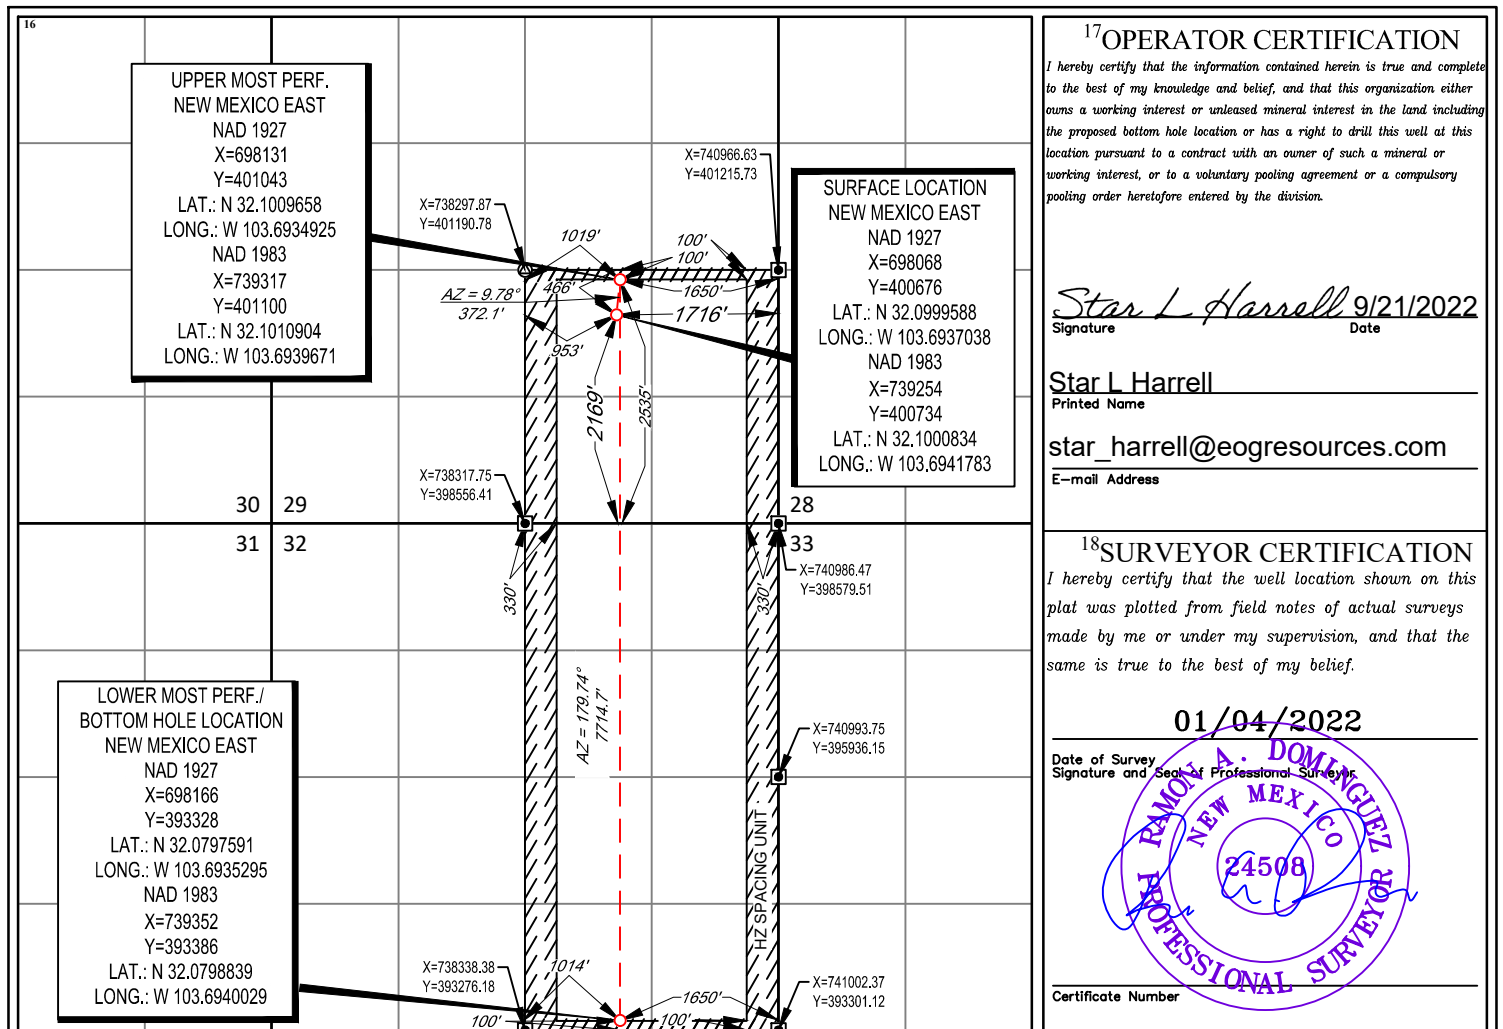 16
UPPER MOST PERF.
NEW MEXICO EAST
NAD 1927
X=698131
Y=401043
LAT.: N 32.1009658
LONG.: W 103.6934925
NAD 1983
X=739317
Y=401100
LAT.: N 32.1010904
LONG.: W 103.6939671
X=738297.87
Y=401190.78
X=740966.63
Y=401215.73
1019'
100'
100'
466'
1650'
AZ = 9.78°
372.1'
1716'
953'
2169'
2535'
SURFACE LOCATION
NEW MEXICO EAST
NAD 1927
X=698068
Y=400676
LAT.: N 32.0999588
LONG.: W 103.6937038
NAD 1983
X=739254
Y=400734
LAT.: N 32.1000834
LONG.: W 103.6941783
X=738317.75
Y=398556.41
30 29
31 32
28
33
X=740986.47
Y=398579.51
330'
330'
AZ = 179.74°
7714.7'
X=740993.75
Y=395936.15
HZ SPACING UNIT
LOWER MOST PERF./
BOTTOM HOLE LOCATION
NEW MEXICO EAST
NAD 1927
X=698166
Y=393328
LAT.: N 32.0797591
LONG.: W 103.6935295
NAD 1983
X=739352
Y=393386
LAT.: N 32.0798839
LONG.: W 103.6940029
X=738338.38
Y=393276.18
1014'
1650'
X=741002.37
Y=393301.12
100'
100'
17OPERATOR CERTIFICATION
I hereby certify that the information contained herein is true and complete
to the best of my knowledge and belief, and that this organization either
owns a working interest or unleased mineral interest in the land including
the proposed bottom hole location or has a right to drill this well at this
location pursuant to a contract with an owner of such a mineral or
working interest, or to a voluntary pooling agreement or a compulsory
pooling order heretofore entered by the division.
Star L Harrell 9/21/2022
Signature Date
Star L Harrell
Printed Name
star_harrell@eogresources.com
E-mail Address
18SURVEYOR CERTIFICATION
I hereby certify that the well location shown on this
plat was plotted from field notes of actual surveys
made by me or under my supervision, and that the
same is true to the best of my belief.
01/04/2022
Date of Survey
Signature and Seal of Professional Surveyor
RAMON A. DOMINGUEZ
NEW MEXICO
24508
PROFESSIONAL SURVEYOR
Certificate Number